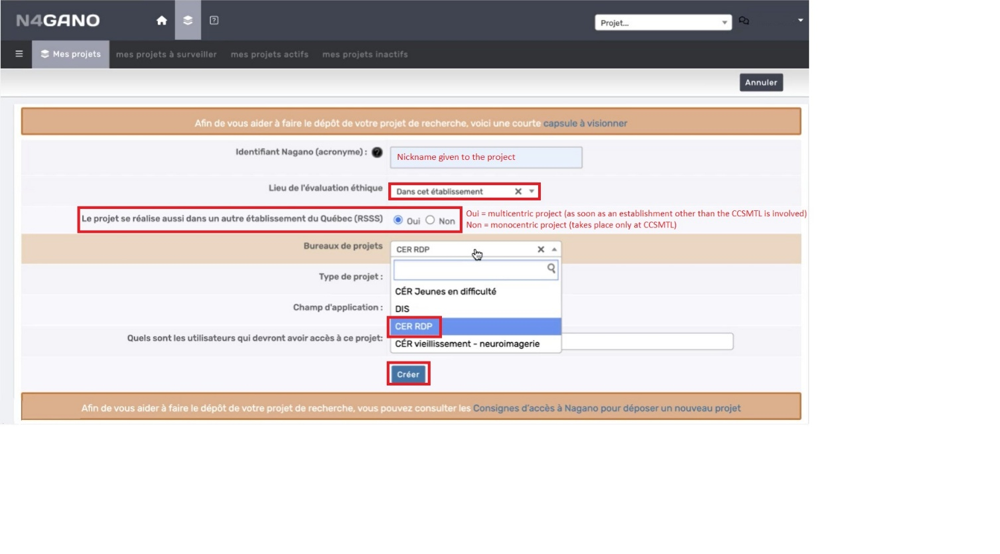 N4GANO
Projet...
Mes projets mes projets à surveiller mes projets actifs mes projets inactifs
Annuler
Afin de vous aider à faire le dépôt de votre projet de recherche, voici une courte capsule à visionner
Identifiant Nagano (acronyme) : ? Nickname given to the project
Lieu de l'évaluation éthique Dans cet établissement
Le projet se réalise aussi dans un autre établissement du Québec (RSSS) Oui Non
Oui = multicentric project (as soon as an establishment other than the CCSMTL is involved)
Non = monocentric project (takes place only at CCSMTL)
Bureaux de projets CER RDP
Type de projet :
CÉR Jeunes en difficulté
Champ d'application :
DIS
CER RDP
Quels sont les utilisateurs qui devront avoir accès à ce projet:
CÉR vieillissement - neuroimagerie
Créer
Afin de vous aider à faire le dépôt de votre projet de recherche, vous pouvez consulter les Consignes d'accès à Nagano pour déposer un nouveau projet